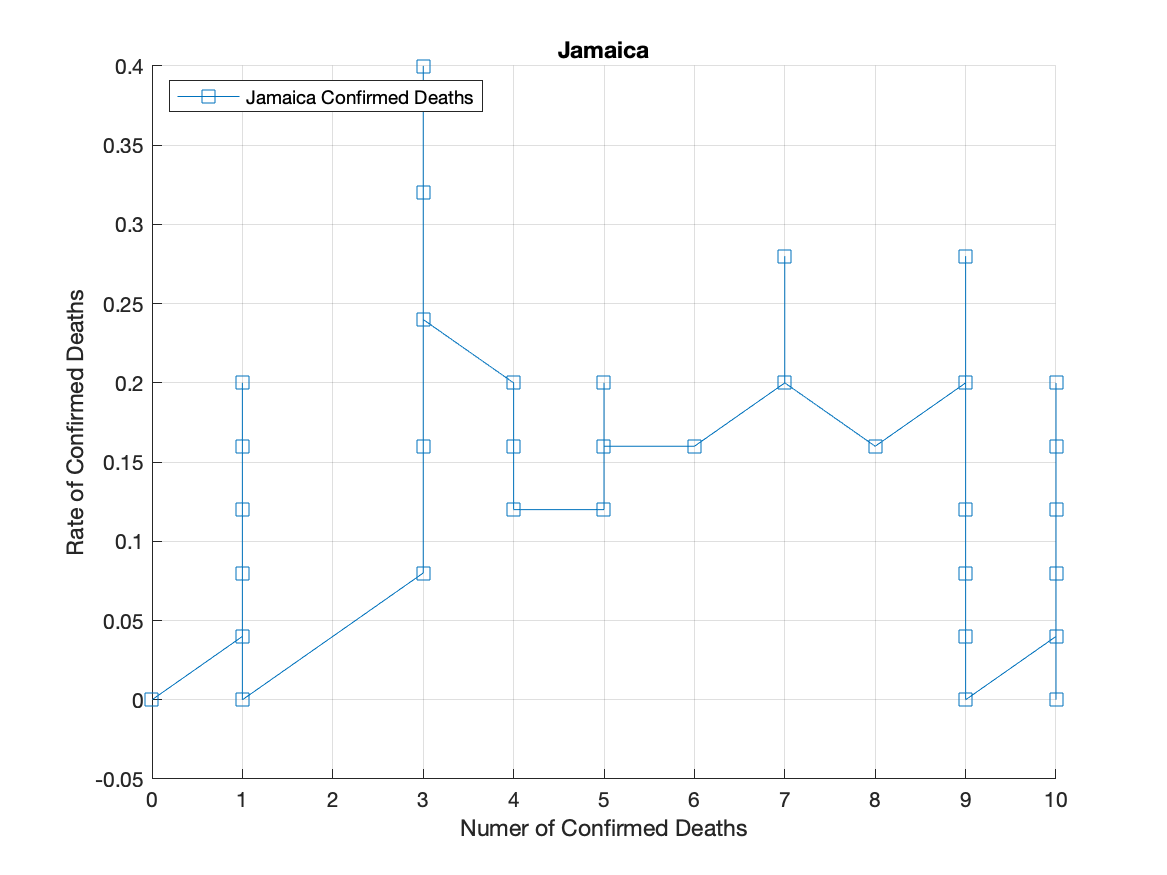 Jamaica
Jamaica Confirmed Deaths
0.4
0.35
0.3
0.25
0.2
0.15
0.1
0.05
0
-0.05
Rate of Confirmed Deaths
0 1 2 3 4 5 6 7 8 9 10
Numer of Confirmed Deaths